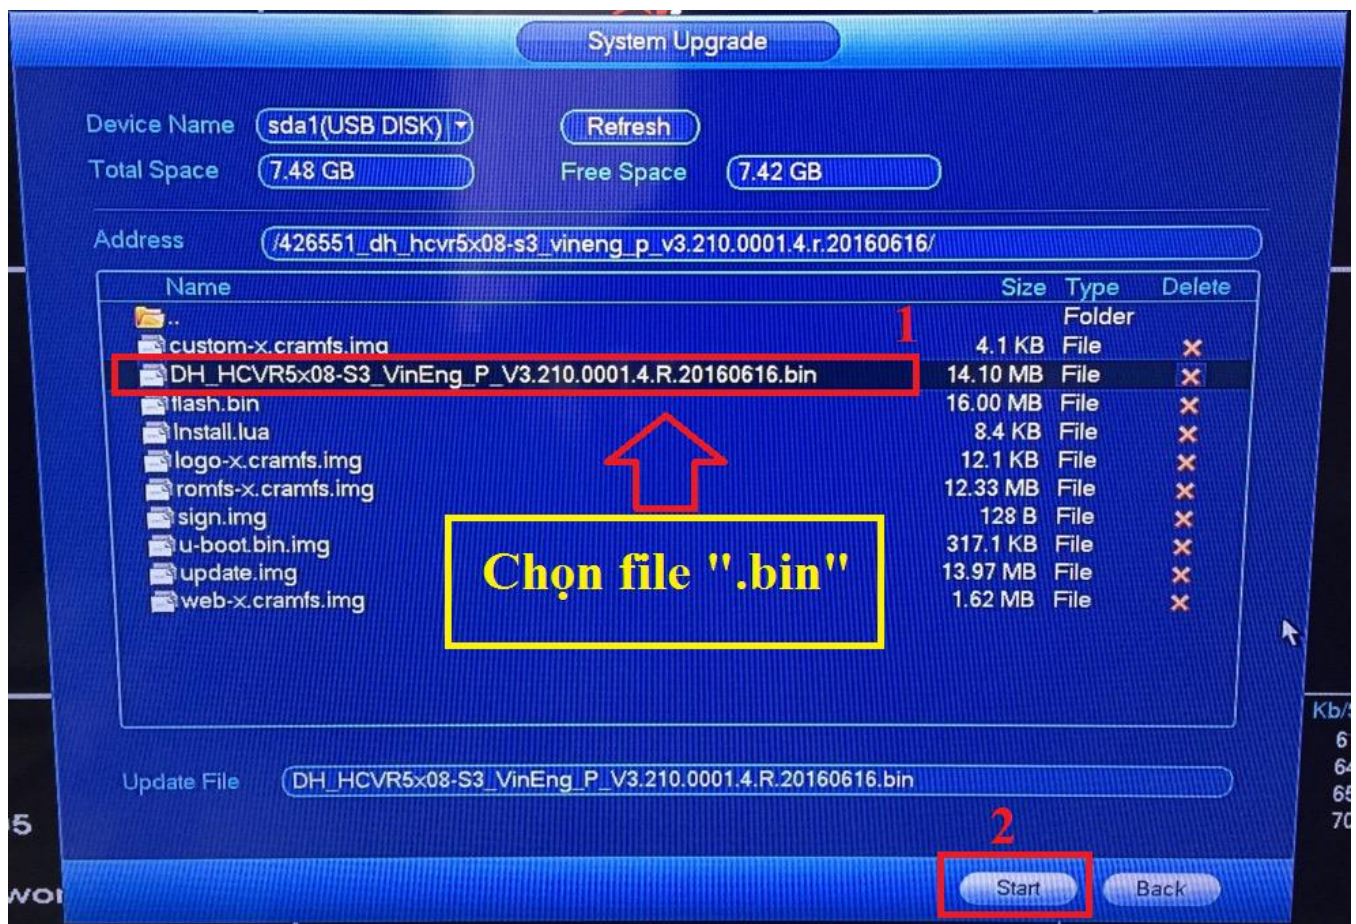 System Upgrade
Device Name sda1(USB DISK) Refresh
Total Space 7.48 GB Free Space 7.42 GB
Address /426551_dh_hcvr5x08-s3_vineng_p_v3.210.0001.4.r.20160616/
Name Size Type Delete
.. Folder
1
custom-x.cramfs.img 4.1 KB File
DH_HCVR5x08-S3_VinEng_P_V3.210.0001.4.R.20160616.bin 14.10 MB File
flash.bin 16.00 MB File
Install.lua 8.4 KB File
logo-x.cramfs.img 12.1 KB File
romfs-x.cramfs.img 12.33 MB File
sign.img 128 B File
u-boot.bin.img 317.1 KB File
update.img 13.97 MB File
web-x.cramfs.img 1.62 MB File
Chọn file ".bin"
Update File DH_HCVR5x08-S3_VinEng_P_V3.210.0001.4.R.20160616.bin
2
Start Back